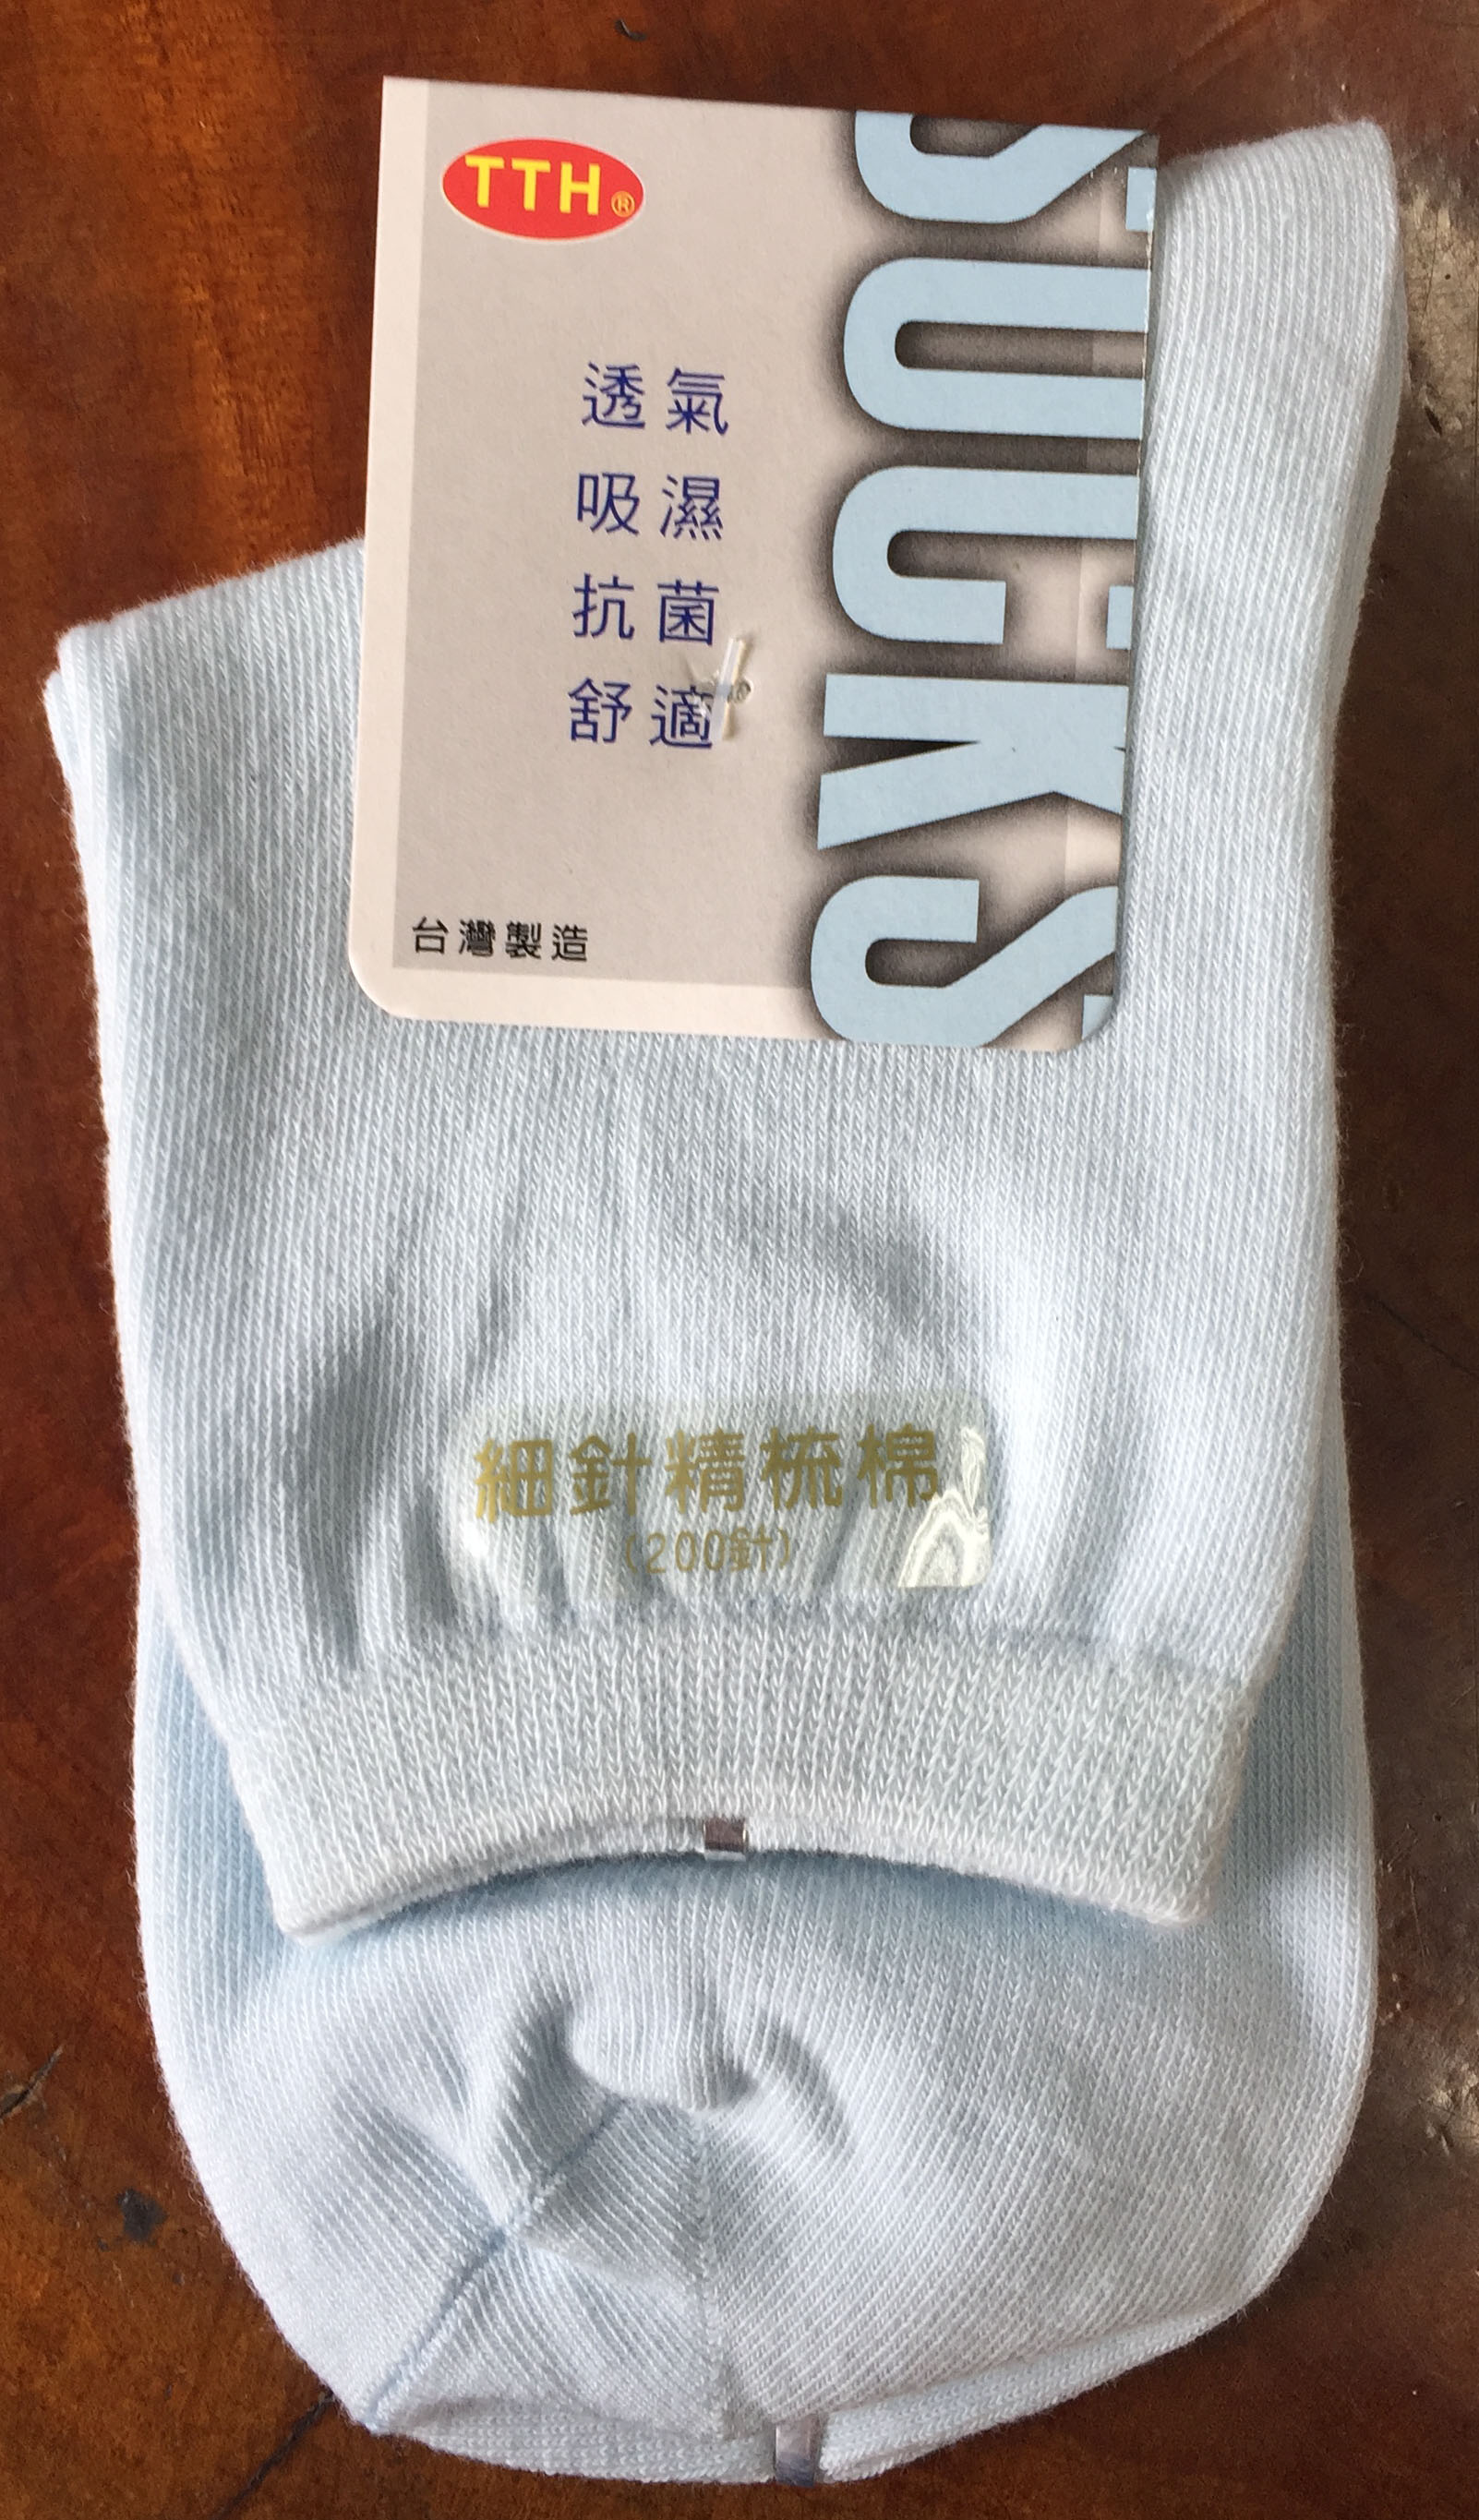 TTH®
透氣
吸濕
抗菌
舒適
台灣製造
SUCKS
細針精梳棉
(200針)